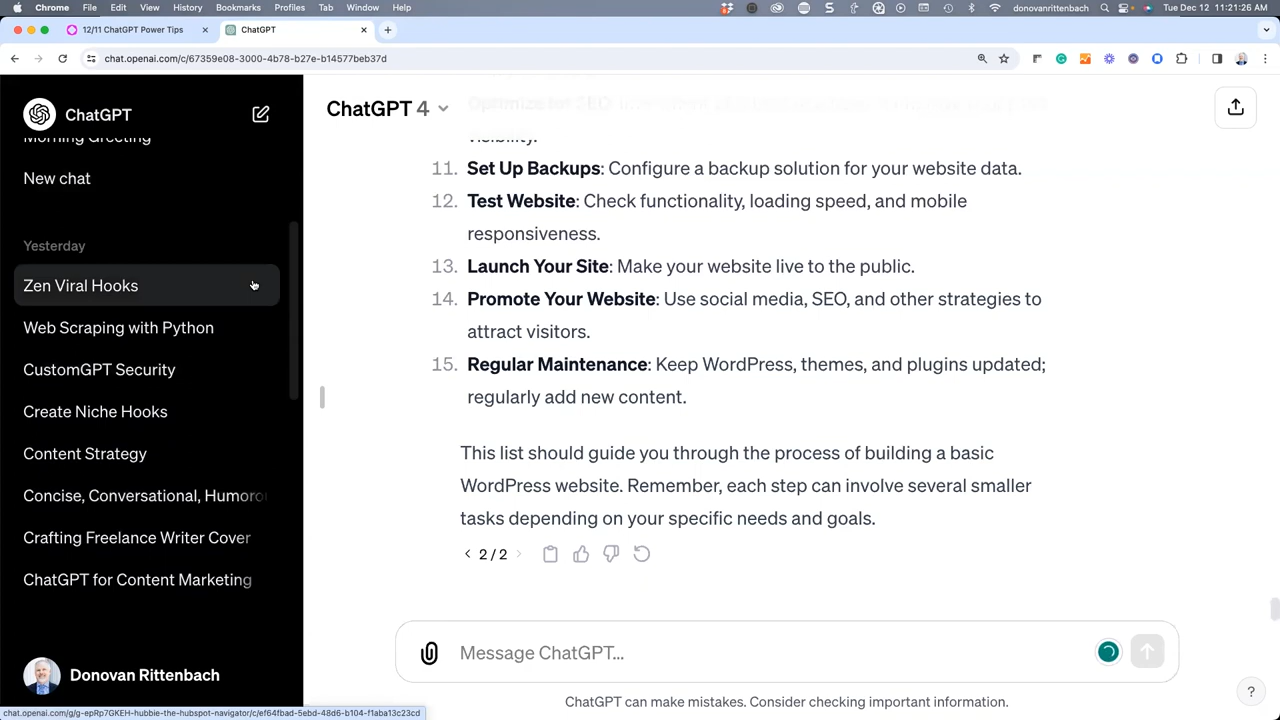 Chrome File Edit View History Bookmarks Profiles Tab Window Help donovanrittenbach Tue Dec 12 11:21:26 AM
12/11 ChatGPT Power Tips ChatGPT
chat.openai.com/c/67359e08-3000-4b78-b27e-b14577beb37d
ChatGPT
Morning Greeting
New chat
Yesterday
Zen Viral Hooks
Web Scraping with Python
CustomGPT Security
Create Niche Hooks
Content Strategy
Concise, Conversational, Humoro
Crafting Freelance Writer Cover
ChatGPT for Content Marketing
Donovan Rittenbach
chat.openai.com/g/g-epRp7GKEH-hubbie-the-hubspot-navigator/c/ef64fbad-5ebd-48d6-b104-f1aba13c23cd
ChatGPT 4
Optimize for SEO
visibility.
11. Set Up Backups: Configure a backup solution for your website data.
12. Test Website: Check functionality, loading speed, and mobile
responsiveness.
13. Launch Your Site: Make your website live to the public.
14. Promote Your Website: Use social media, SEO, and other strategies to
attract visitors.
15. Regular Maintenance: Keep WordPress, themes, and plugins updated;
regularly add new content.
This list should guide you through the process of building a basic
WordPress website. Remember, each step can involve several smaller
tasks depending on your specific needs and goals.
2 / 2
Message ChatGPT...
ChatGPT can make mistakes. Consider checking important information.
?